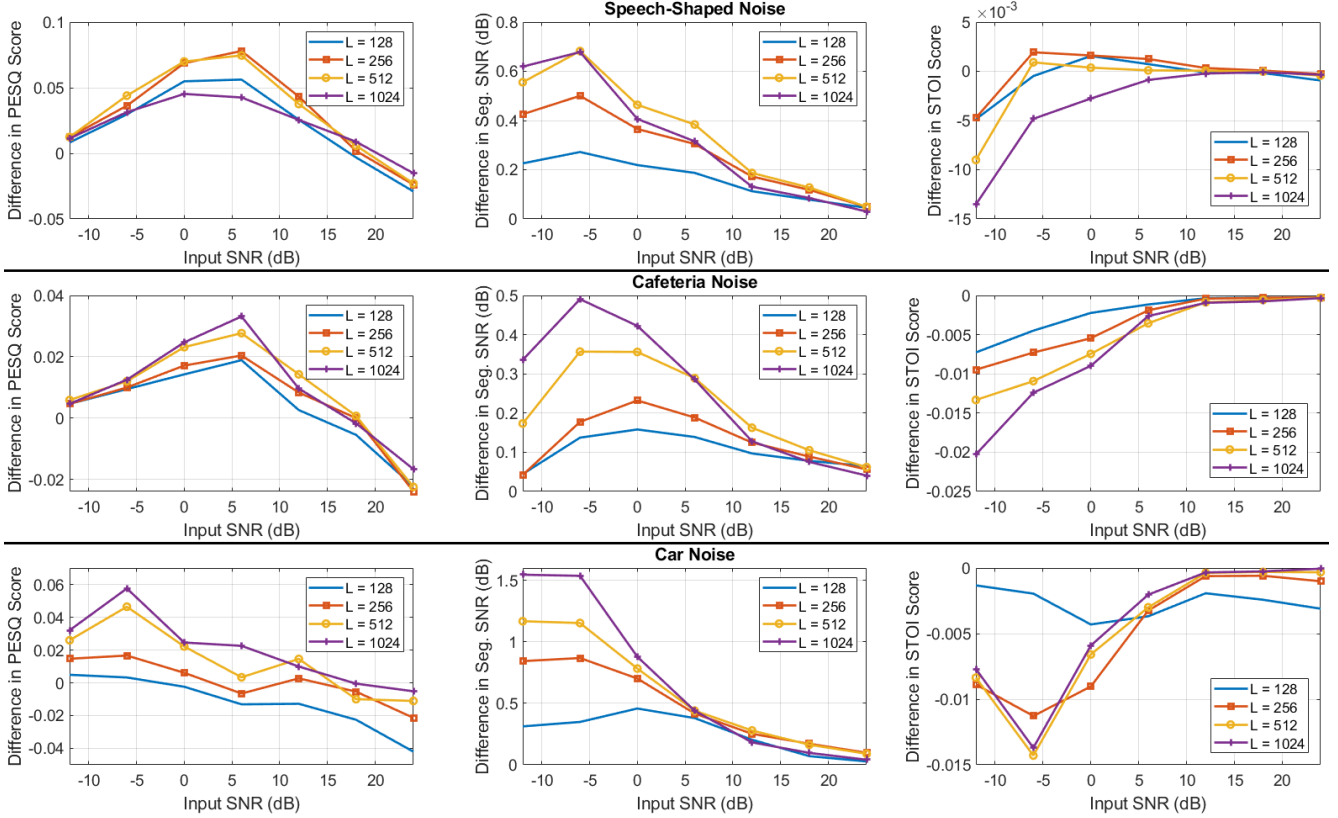 Speech-Shaped Noise
Difference in PESQ Score
0.1
0.05
0
-0.05
-10 -5 0 5 10 15 20
Input SNR (dB)
L = 128
L = 256
L = 512
L = 1024
Difference in Seg. SNR (dB)
0.8
0.6
0.4
0.2
0
-10 -5 0 5 10 15 20
Input SNR (dB)
L = 128
L = 256
L = 512
L = 1024
Difference in STOI Score
×10-3
5
0
-5
-10
-15
-10 -5 0 5 10 15 20
Input SNR (dB)
L = 128
L = 256
L = 512
L = 1024
Cafeteria Noise
Difference in PESQ Score
0.04
0.02
0
-0.02
-10 -5 0 5 10 15 20
Input SNR (dB)
L = 128
L = 256
L = 512
L = 1024
Difference in Seg. SNR (dB)
0.5
0.4
0.3
0.2
0.1
0
-10 -5 0 5 10 15 20
Input SNR (dB)
L = 128
L = 256
L = 512
L = 1024
Difference in STOI Score
0
-0.005
-0.01
-0.015
-0.02
-0.025
-10 -5 0 5 10 15 20
Input SNR (dB)
L = 128
L = 256
L = 512
L = 1024
Car Noise
Difference in PESQ Score
0.06
0.04
0.02
0
-0.02
-0.04
-10 -5 0 5 10 15 20
Input SNR (dB)
L = 128
L = 256
L = 512
L = 1024
Difference in Seg. SNR (dB)
1.5
1
0.5
0
-10 -5 0 5 10 15 20
Input SNR (dB)
L = 128
L = 256
L = 512
L = 1024
Difference in STOI Score
0
-0.005
-0.01
-0.015
-10 -5 0 5 10 15 20
Input SNR (dB)
L = 128
L = 256
L = 512
L = 1024